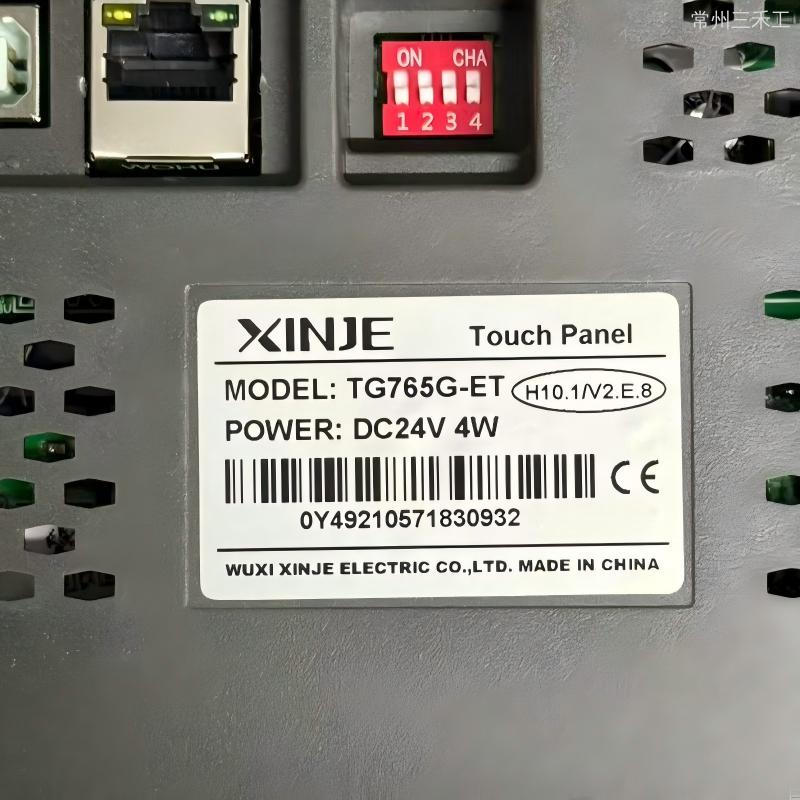 常州三禾工
ON CHA
1 2 3 4
WOHU
XINJE Touch Panel
MODEL: TG765G-ET H10.1/V2.E.8
POWER: DC24V 4W
CE
0Y49210571830932
WUXI XINJE ELECTRIC CO.,LTD. MADE IN CHINA